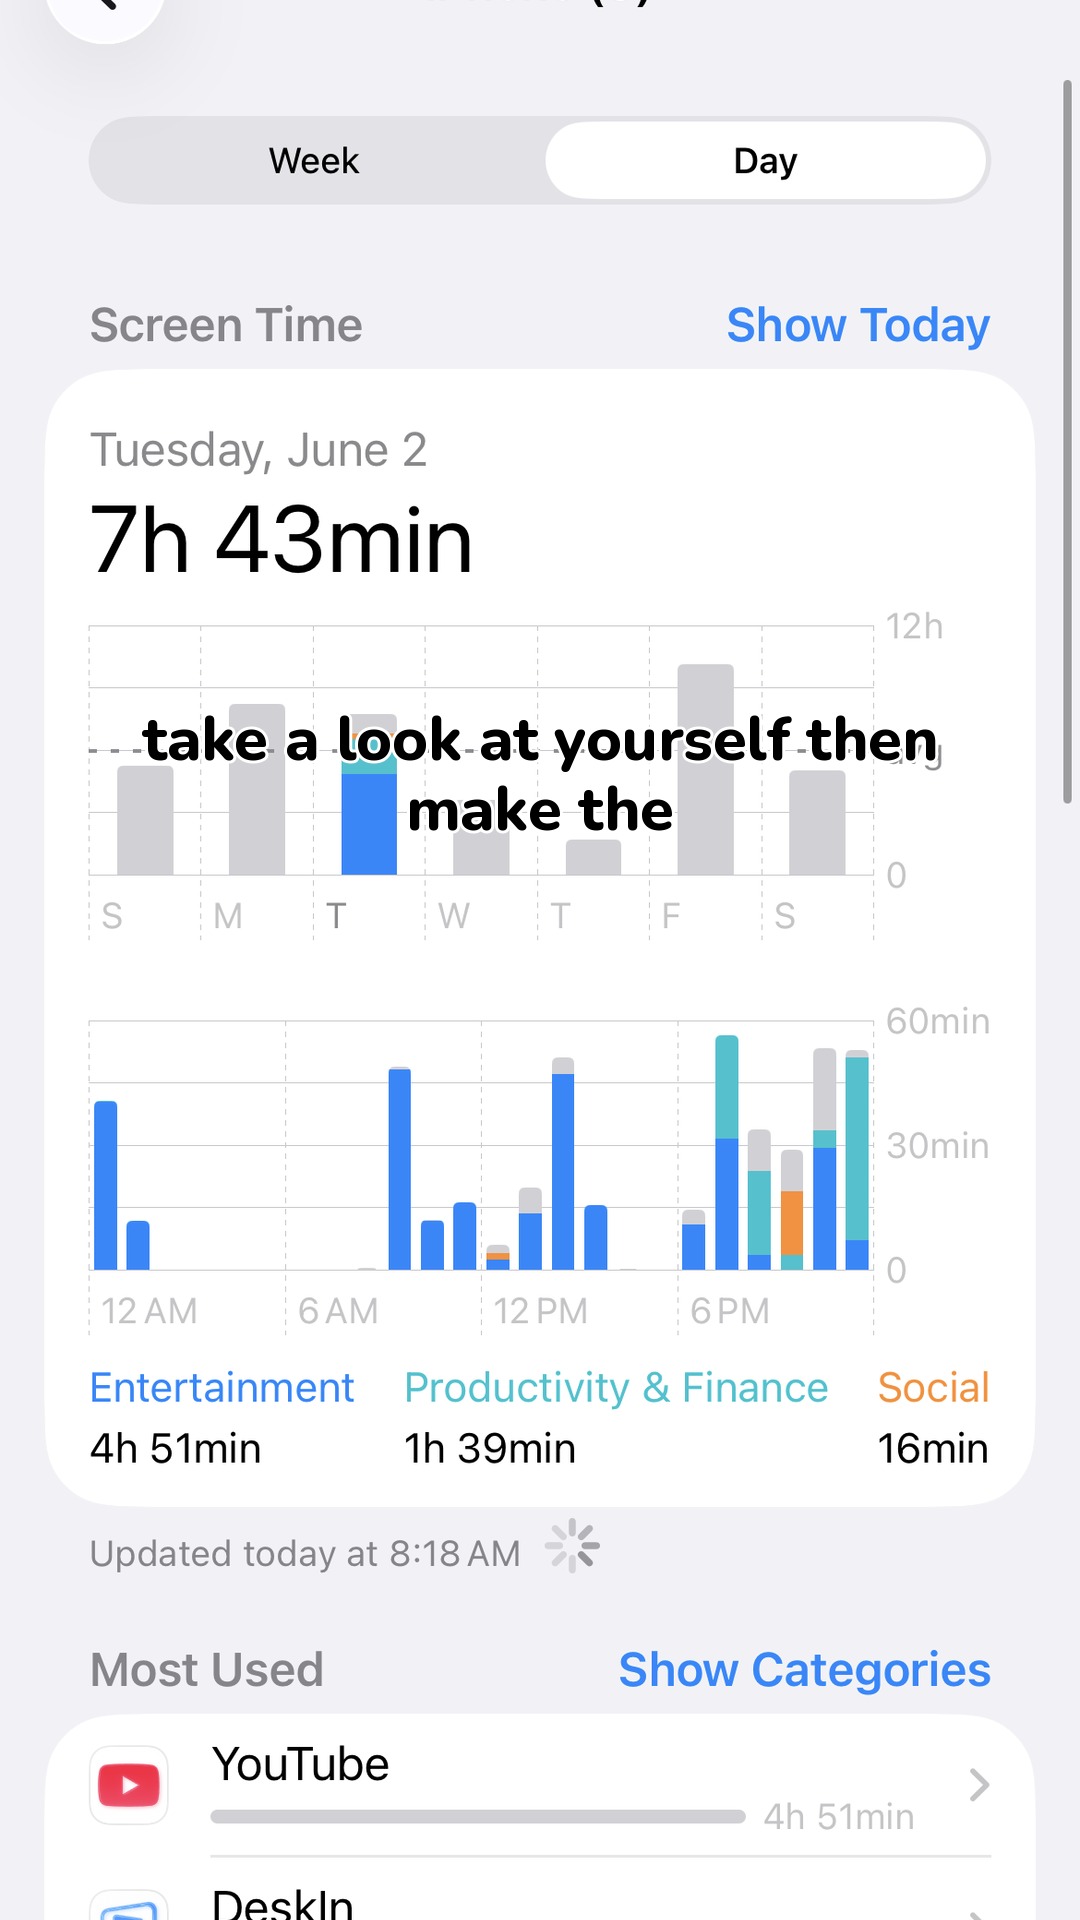 Week
Day
Screen Time
Show Today
Tuesday, June 2
7h 43min
12h
take a look at yourself then
make the
0
S M T W T F S
60min
30min
0
12 AM 6 AM 12 PM 6 PM
Entertainment Productivity & Finance Social
4h 51min 1h 39min 16min
Updated today at 8:18 AM
Most Used
Show Categories
YouTube
4h 51min
DeskIn